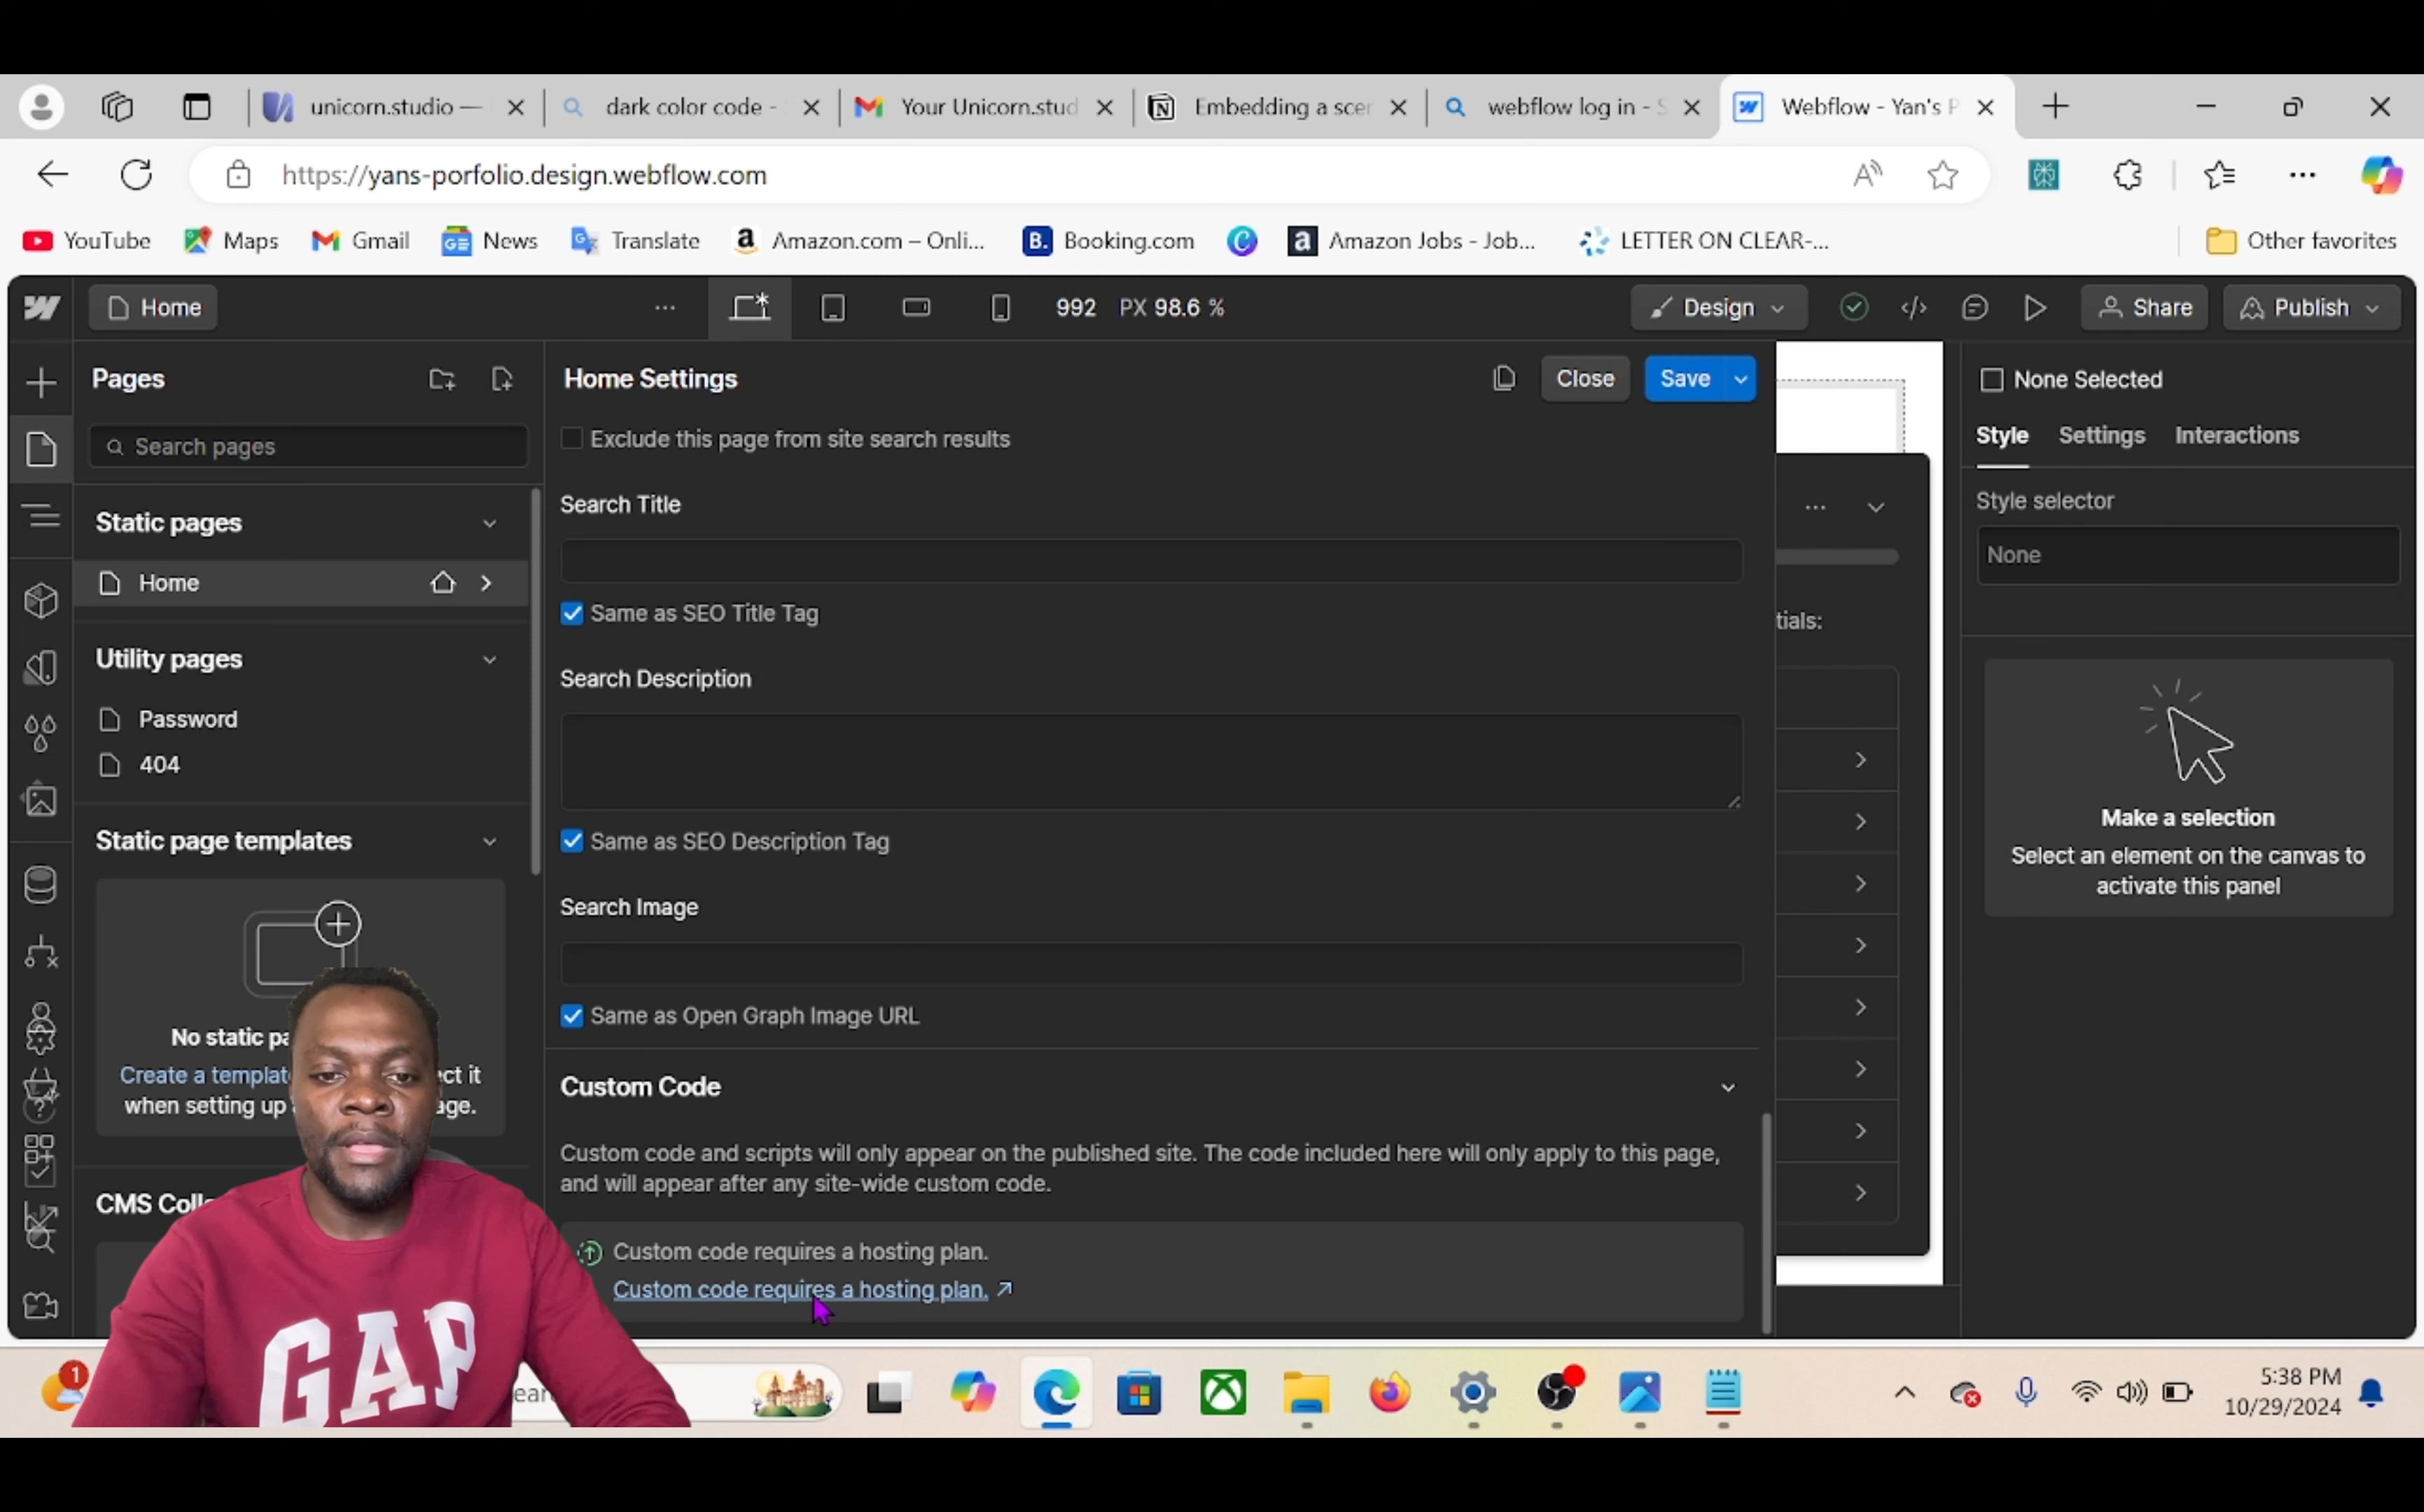 unicorn.studio —
dark color code -
Your Unicorn.stud
Embedding a scen
webflow log in - S
Webflow - Yan's P
https://yans-porfolio.design.webflow.com
YouTube
Maps
Gmail
News
Translate
Amazon.com – Onli...
Booking.com
Amazon Jobs - Job...
LETTER ON CLEAR-...
Other favorites
Home
992 PX 98.6 %
Design
Share
Publish
Pages
Search pages
Static pages
Home
Utility pages
Password
404
Static page templates
No static pa
Create a templat ect it
when setting up age.
CMS Coll
Home Settings
Close
Save
Exclude this page from site search results
Search Title
Same as SEO Title Tag
Search Description
Same as SEO Description Tag
Search Image
Same as Open Graph Image URL
Custom Code
Custom code and scripts will only appear on the published site. The code included here will only apply to this page,
and will appear after any site-wide custom code.
Custom code requires a hosting plan.
Custom code requires a hosting plan.
tials:
None Selected
Style Settings Interactions
Style selector
None
Make a selection
Select an element on the canvas to
activate this panel
GAP
1
5:38 PM
10/29/2024